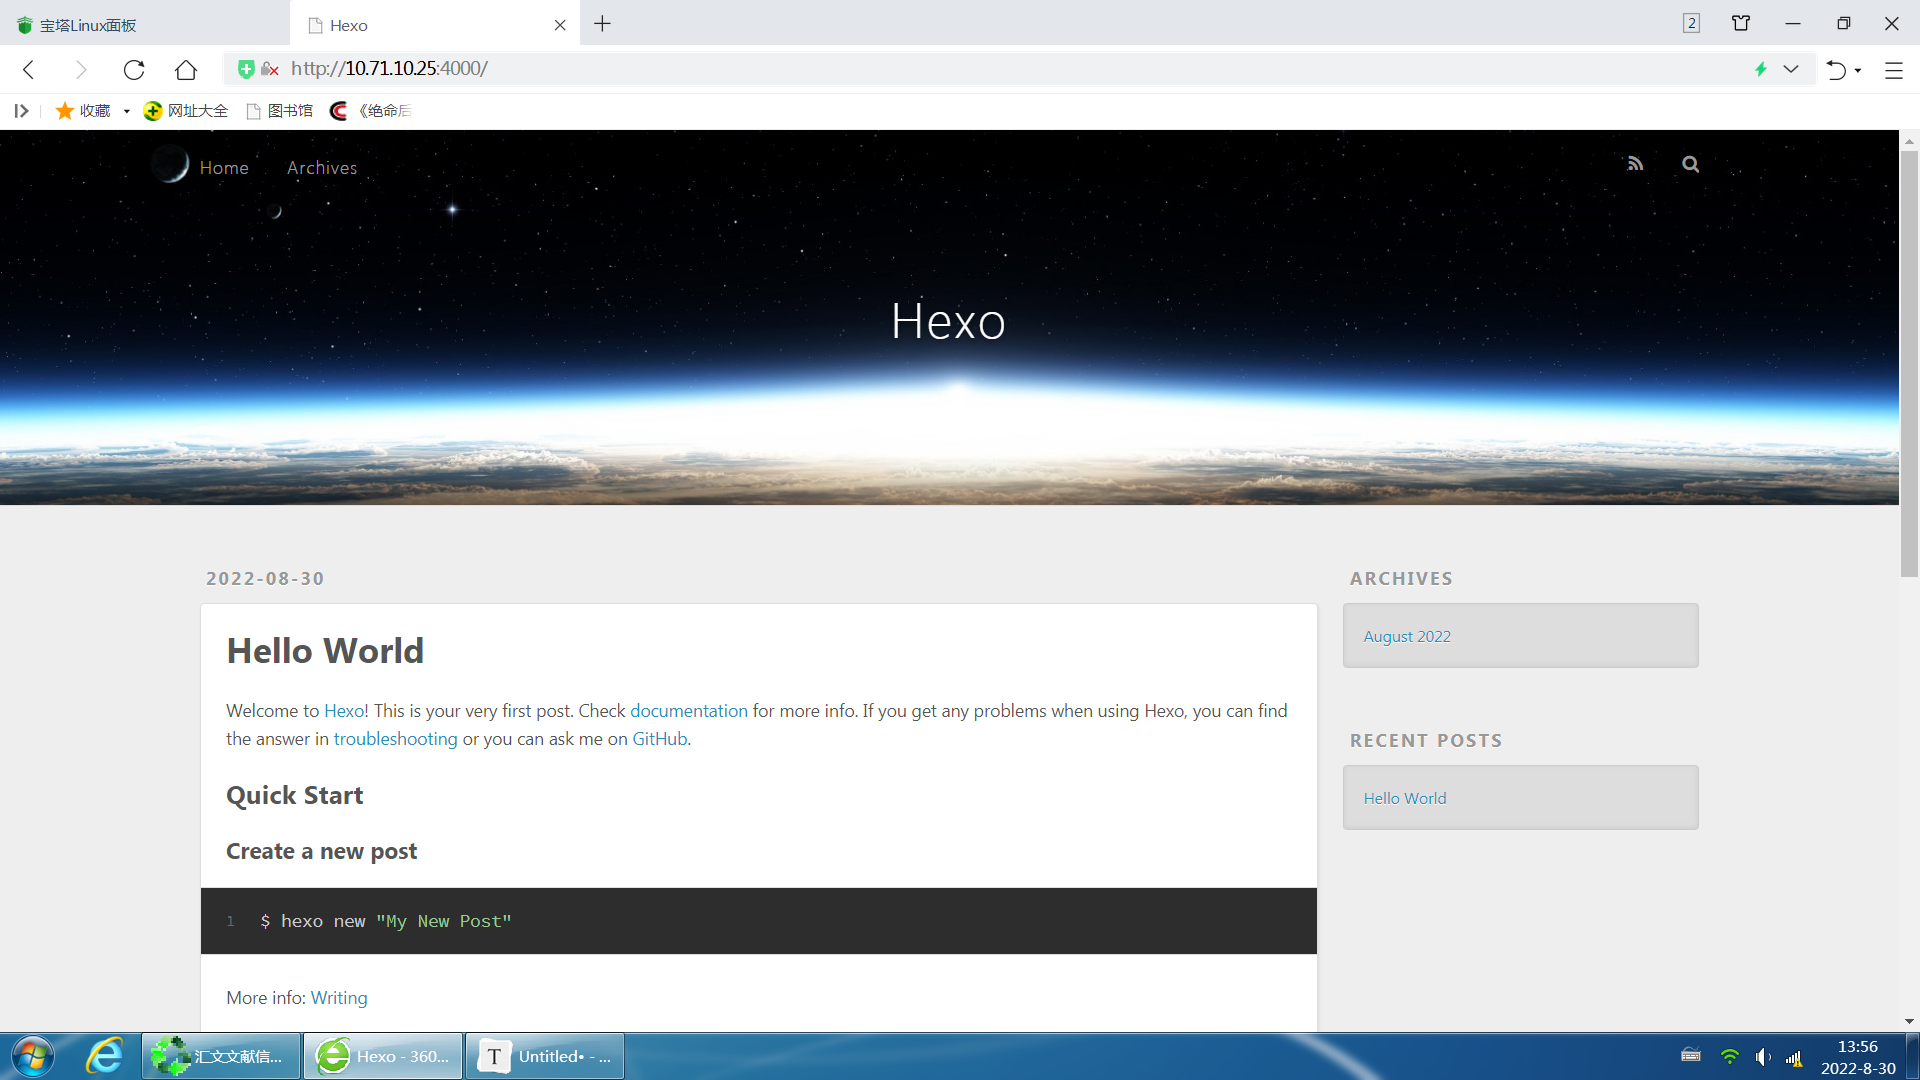 宝塔Linux面板
Hexo
2
http://10.71.10.25:4000/
收藏
网址大全
图书馆
《绝命后
Home
Archives
Hexo
2022-08-30
Hello World
Welcome to Hexo! This is your very first post. Check documentation for more info. If you get any problems when using Hexo, you can find
the answer in troubleshooting or you can ask me on GitHub.
Quick Start
Create a new post
1 $ hexo new "My New Post"
More info: Writing
ARCHIVES
August 2022
RECENT POSTS
Hello World
汇文文献信...
Hexo - 360...
T
Untitled• - ...
13:56
2022-8-30